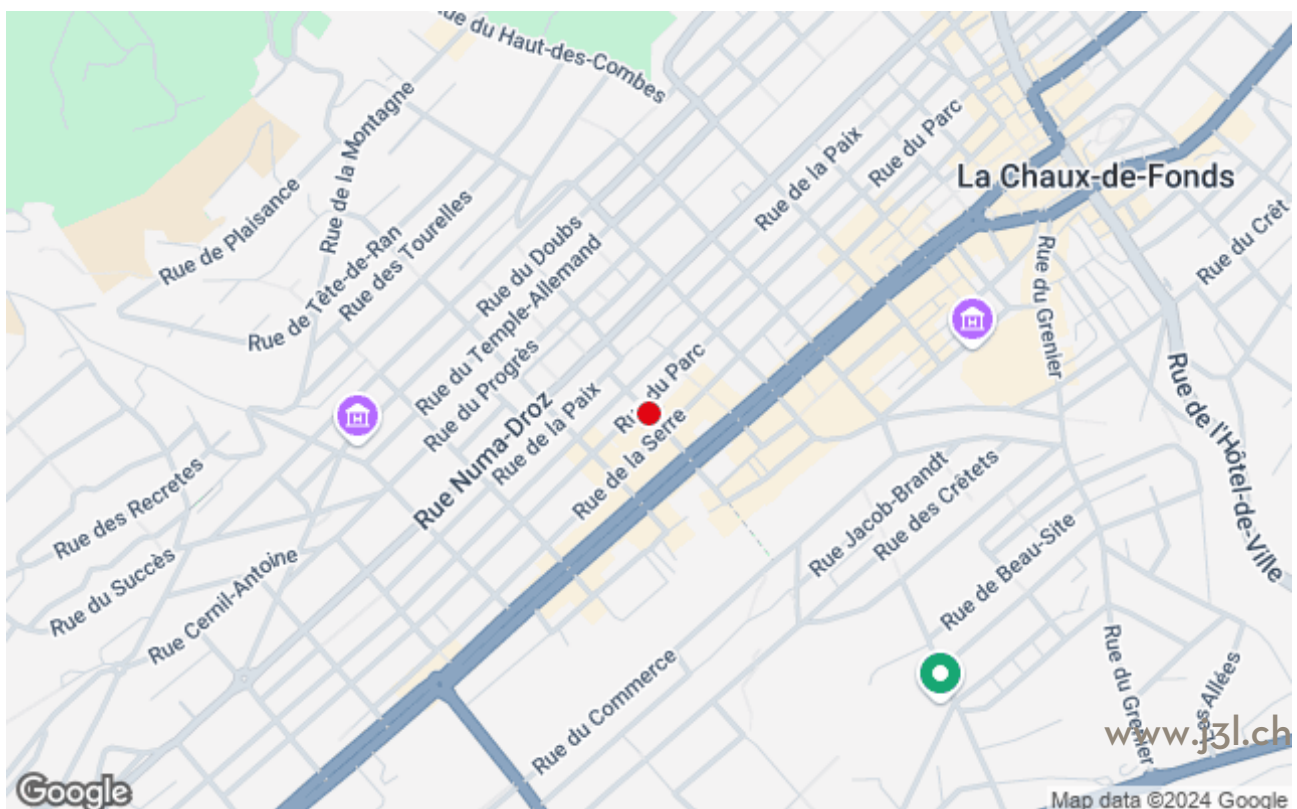 Rue du Haut-des-Combes
Rue de la Montagne
Rue du Parc
Rue de la Paix
La Chaux-de-Fonds
Rue de Plaisance
Rue des Tourelles
Rue de Tête-de-Ran
Rue du Doubs
Rue du Temple-Allemand
Rue du Crêt
Rue du Grenier
Rue du Progrès
Rue du Parc
Rue de la Paix
Rue Numa-Droz
Rue de la Serre
Rue de l'Hôtel-de-Ville
Rue des Recretes
Rue Jacob-Brandt
Rue des Crêtets
Rue du Succès
Rue Cernil-Antoine
Rue de Beau-Site
Rue du Commerce
Rue du Grenier
Allées
www.j3l.ch
Google
Map data ©2024 Google